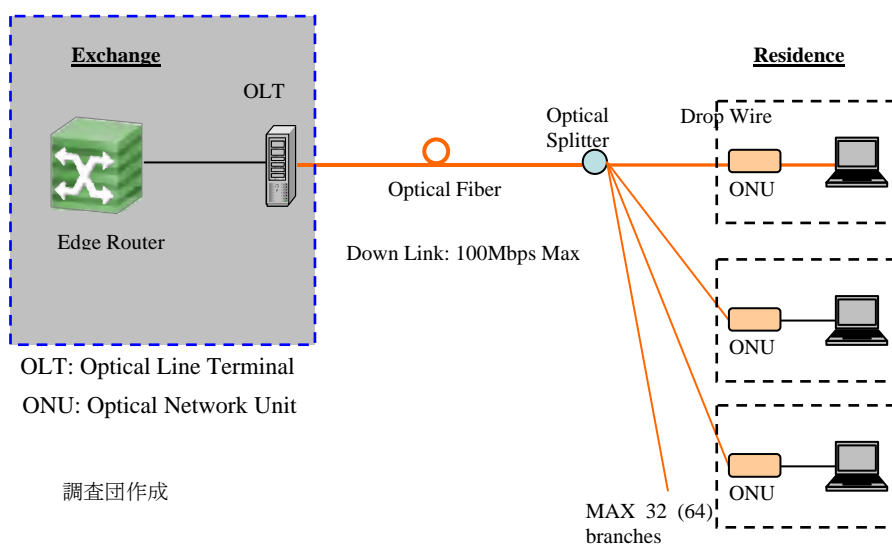 Exchange
Residence
OLT
Optical
Splitter
Drop Wire
ONU
Optical Fiber
Edge Router
Down Link: 100Mbps Max
ONU
OLT: Optical Line Terminal
ONU: Optical Network Unit
ONU
調査団作成
MAX 32 (64)
branches